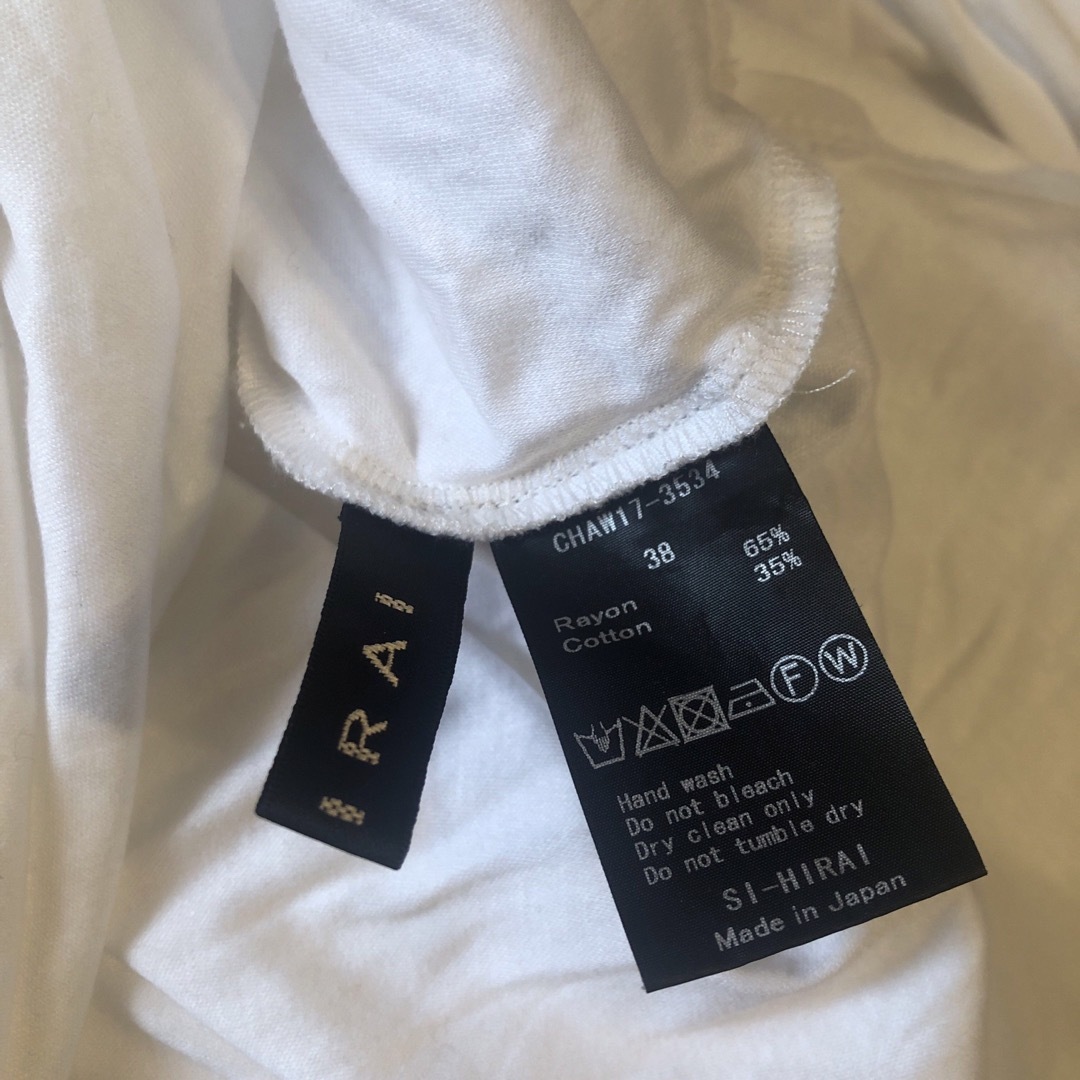 CHAW17-3534
38
65%
35%
Rayon
Cotton
F W
Hand wash
Do not bleach
Dry clean only
Do not tumble dry
SI-HIRAI
Made in Japan
IRAI